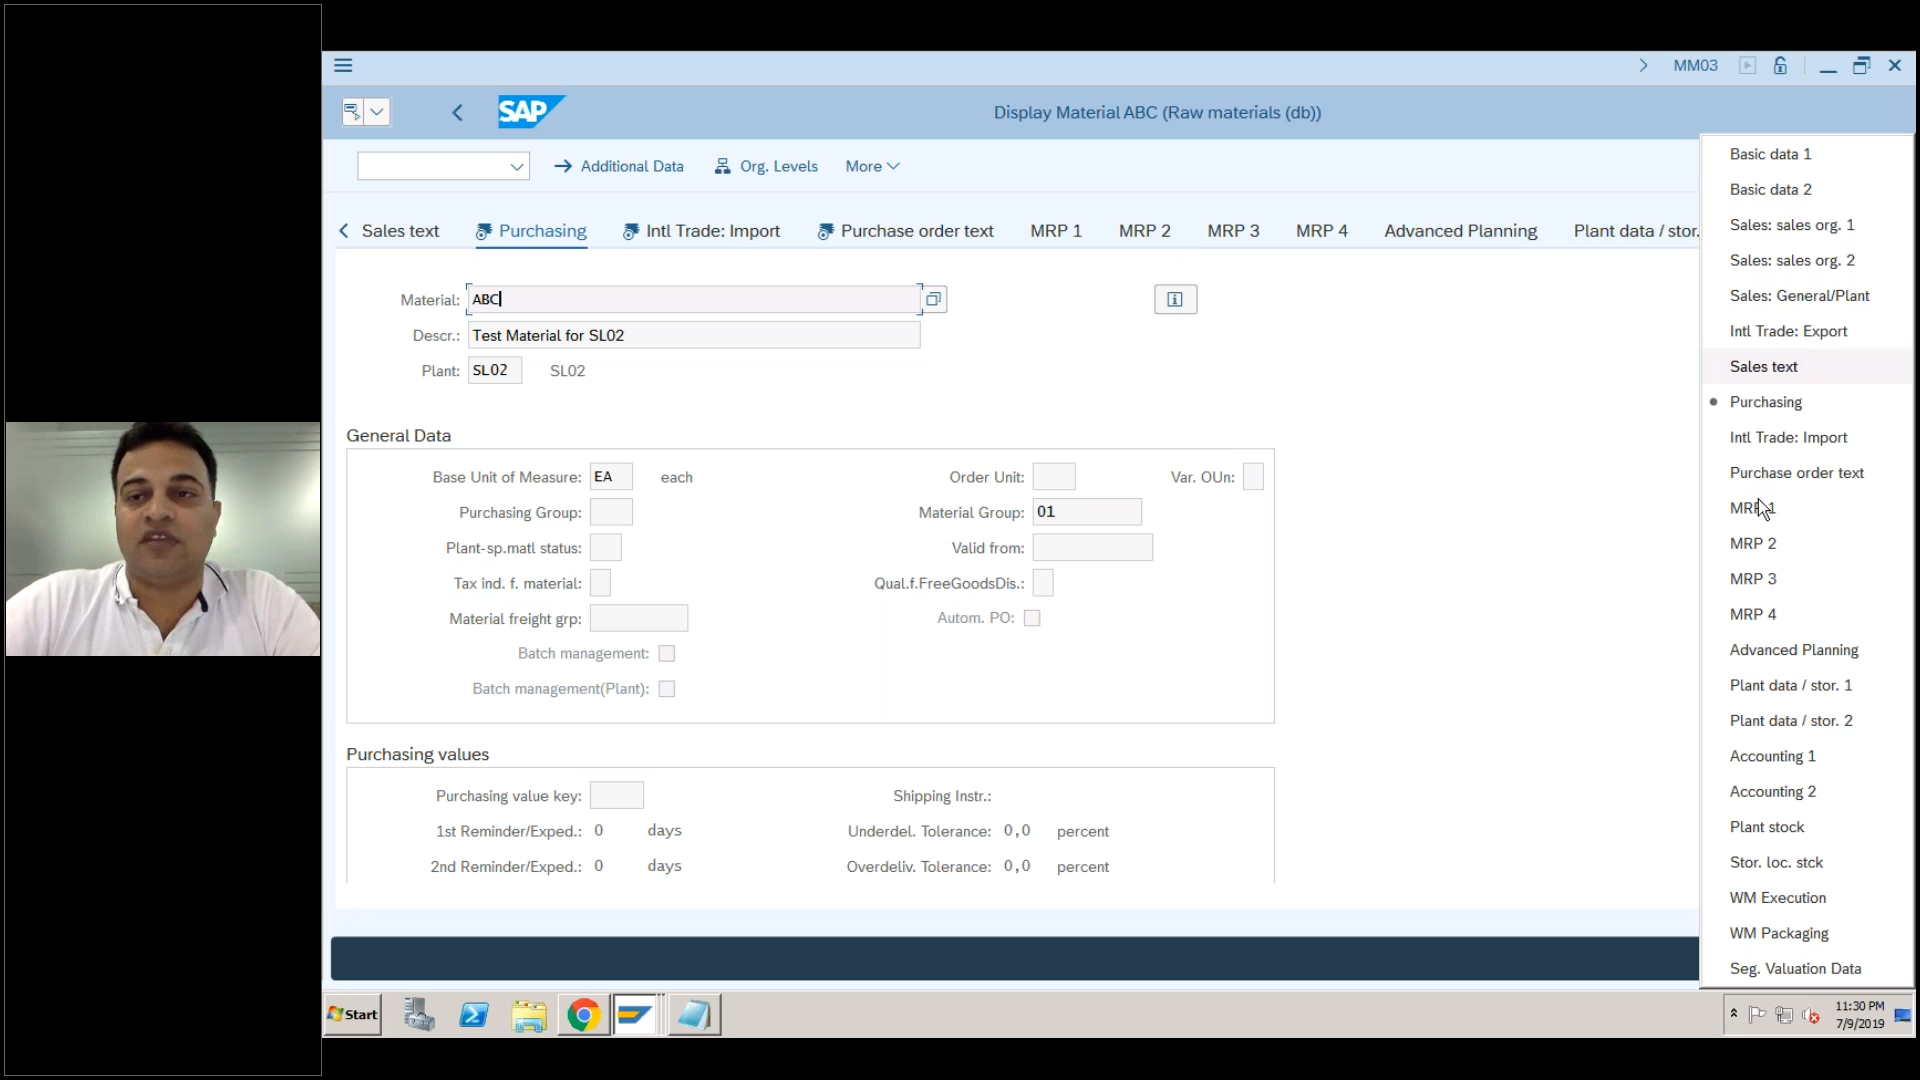 MM03
SAP
Display Material ABC (Raw materials (db))
Additional Data
Org. Levels
More
Sales text
Purchasing
Intl Trade: Import
Purchase order text
MRP 1
MRP 2
MRP 3
MRP 4
Advanced Planning
Plant data / stor.
Material: ABC
Descr.: Test Material for SL02
Plant: SL02 SL02
General Data
Base Unit of Measure: EA each Order Unit: Var. OUn:
Purchasing Group: Material Group: 01
Plant-sp.matl status: Valid from:
Tax ind. f. material: Qual.f.FreeGoodsDis.:
Material freight grp: Autom. PO:
Batch management:
Batch management(Plant):
Purchasing values
Purchasing value key: Shipping Instr.:
1st Reminder/Exped.: 0 days Underdel. Tolerance: 0,0 percent
2nd Reminder/Exped.: 0 days Overdeliv. Tolerance: 0,0 percent
Basic data 1
Basic data 2
Sales: sales org. 1
Sales: sales org. 2
Sales: General/Plant
Intl Trade: Export
Sales text
Purchasing
Intl Trade: Import
Purchase order text
MRP 1
MRP 2
MRP 3
MRP 4
Advanced Planning
Plant data / stor. 1
Plant data / stor. 2
Accounting 1
Accounting 2
Plant stock
Stor. loc. stck
WM Execution
WM Packaging
Seg. Valuation Data
Start
11:30 PM
7/9/2019